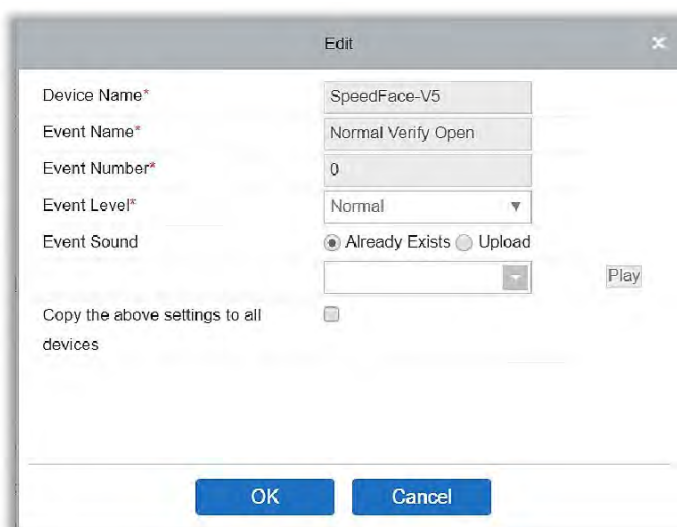 Edit
Device Name* SpeedFace-V5
Event Name* Normal Verify Open
Event Number* 0
Event Level* Normal
Event Sound Already Exists Upload
Play
Copy the above settings to all
devices
OK Cancel